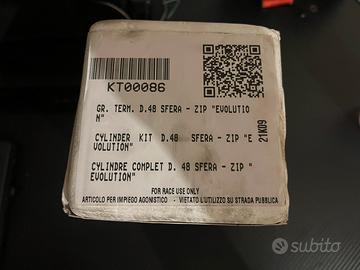 KT00086
GR. TERM. D.48 SFERA - ZIP "EVOLUTIO
N"
CYLINDER KIT D.48 SFERA - ZIP "E
VOLUTION"
CYLINDRE COMPLET D. 48 SFERA - ZIP "
EVOLUTION"
21K09
FOR RACE USE ONLY
ARTICOLO PER IMPIEGO AGONISTICO - VIETATO L'UTILIZZO SU STRADA PUBBLICA
subito